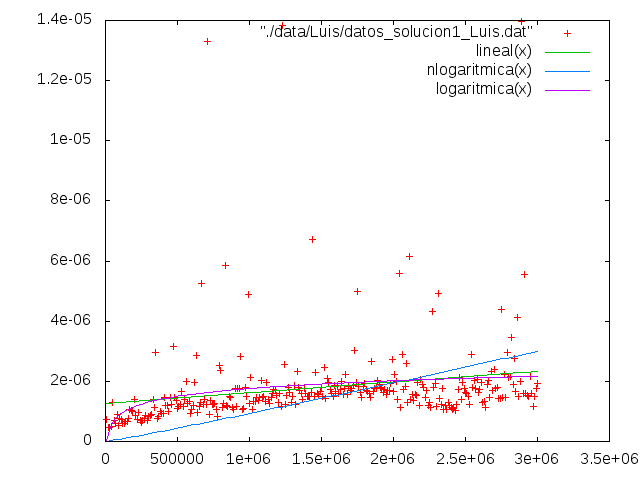 1.4e-05
1.2e-05
1e-05
8e-06
6e-06
4e-06
2e-06
0
0
500000
1e+06
1.5e+06
2e+06
2.5e+06
3e+06
3.5e+06
"./data/Luis/datos_solucion1_Luis.dat"
lineal(x)
nlogaritmica(x)
logaritmica(x)